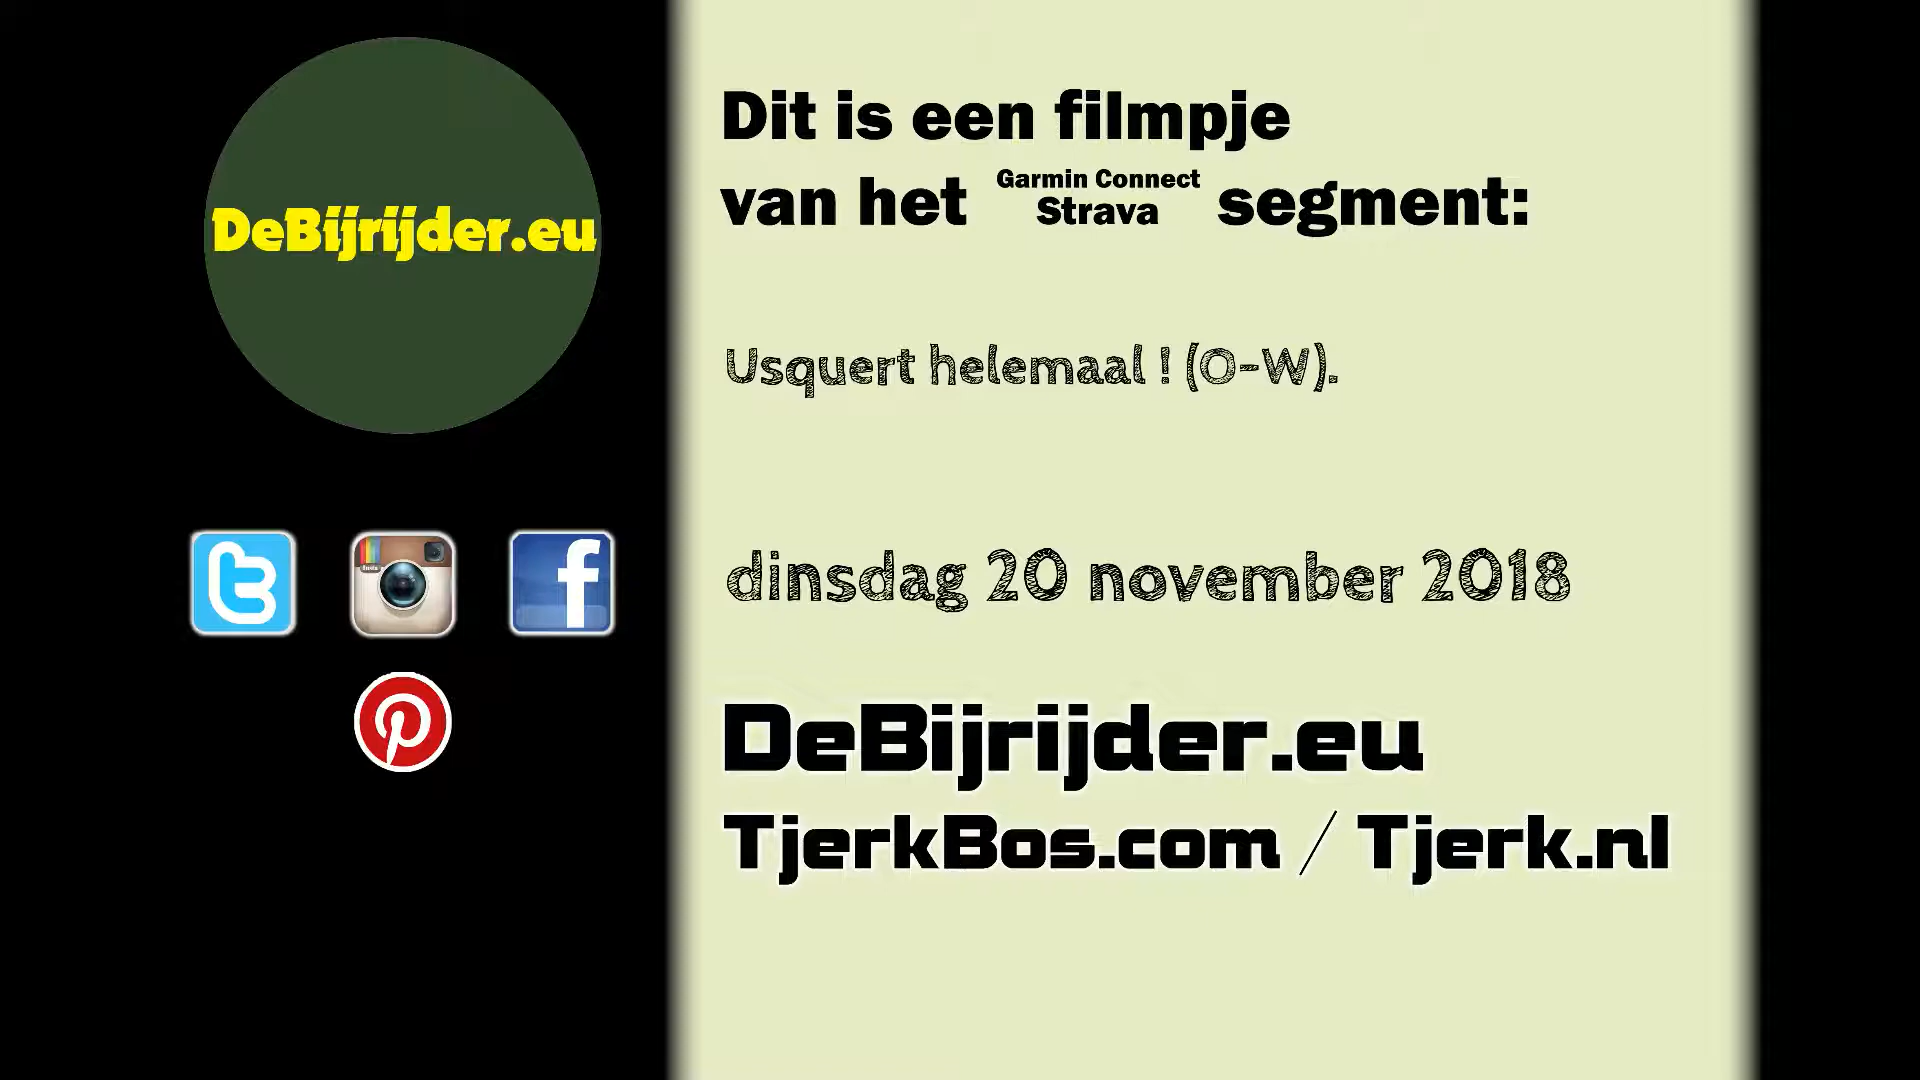 DeBijrijder.eu
Dit is een filmpje
van het Garmin Connect Strava segment:
Usquert helemaal ! (O-W).
dinsdag 20 november 2018
DeBijrijder.eu
TjerkBos.com / Tjerk.nl